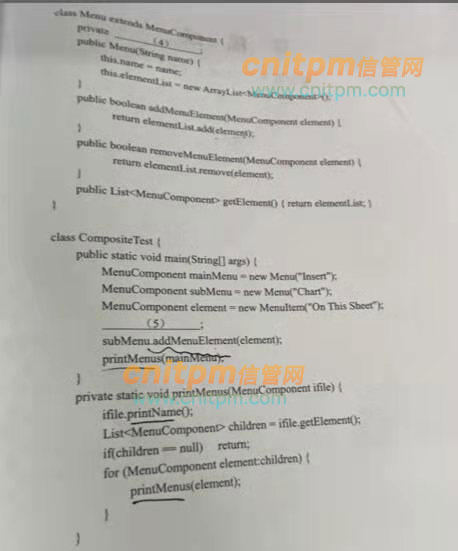 class Menu extends MenuComponent {
private （4） ;
public Menu(String name) {
this.name = name;
this.elementList = new ArrayList<MenuComponent>();
}
public boolean addMenuElement(MenuComponent element) {
return elementList.add(element);
}
public boolean removeMenuElement(MenuComponent element) {
return elementList.remove(element);
}
public List<MenuComponent> getElement() { return elementList; }
}
class CompositeTest {
public static void main(String[] args) {
MenuComponent mainMenu = new Menu("Insert");
MenuComponent subMenu = new Menu("Chart");
MenuComponent element = new MenuItem("On This Sheet");
（5） ;
subMenu.addMenuElement(element);
printMenus(mainMenu);
}
private static void printMenus(MenuComponent ifile) {
ifile.printName();
List<MenuComponent> children = ifile.getElement();
if(children == null) return;
for (MenuComponent element:children) {
printMenus(element);
}
}
cnitpm信管网
www.cnitpm.com
cnitpm信管网
www.cnitpm.com